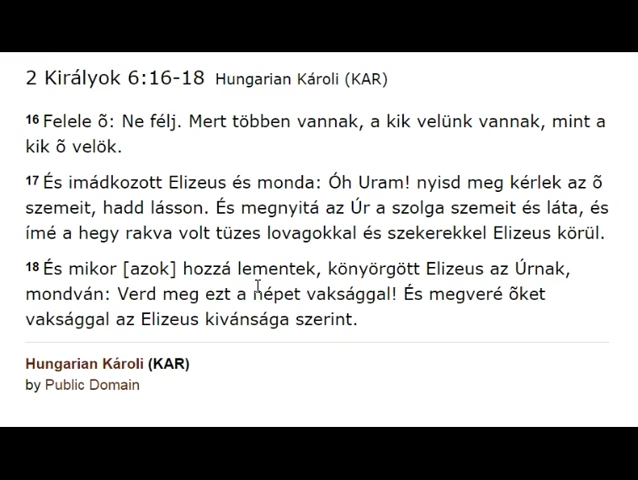 2 Királyok 6:16-18 Hungarian Károli (KAR)
16 Felele õ: Ne félj. Mert többen vannak, a kik velünk vannak, mint a
kik õ velök.
17 És imádkozott Elizeus és monda: Óh Uram! nyisd meg kérlek az õ
szemeit, hadd lásson. És megnyitá az Úr a szolga szemeit és láta, és
ímé a hegy rakva volt tüzes lovagokkal és szekerekkel Elizeus körül.
18 És mikor [azok] hozzá lementek, könyörgött Elizeus az Úrnak,
mondván: Verd meg ezt a népet vaksággal! És megveré õket
vaksággal az Elizeus kivánsága szerint.
Hungarian Károli (KAR)
by Public Domain